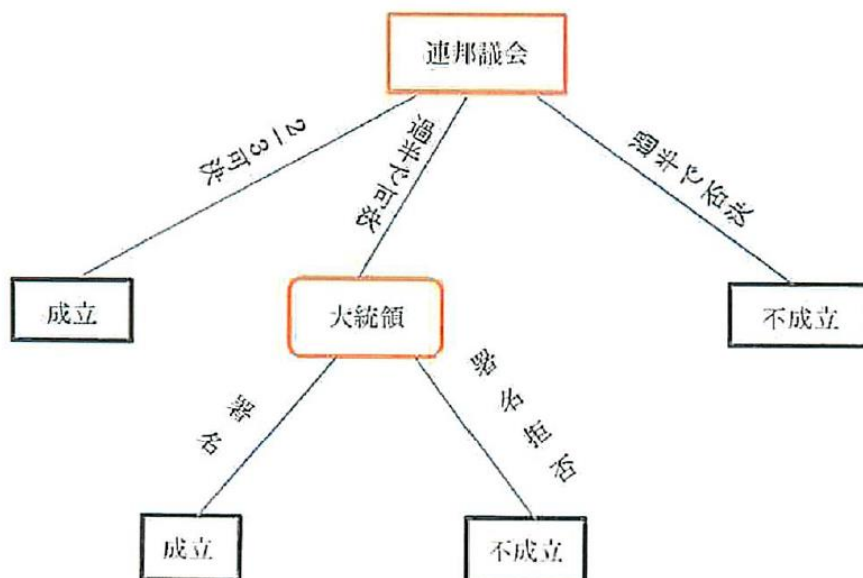 連邦議会
2/3可決
過半で可決
過半で否決
成立
大統領
不成立
署名
署名拒否
成立
不成立